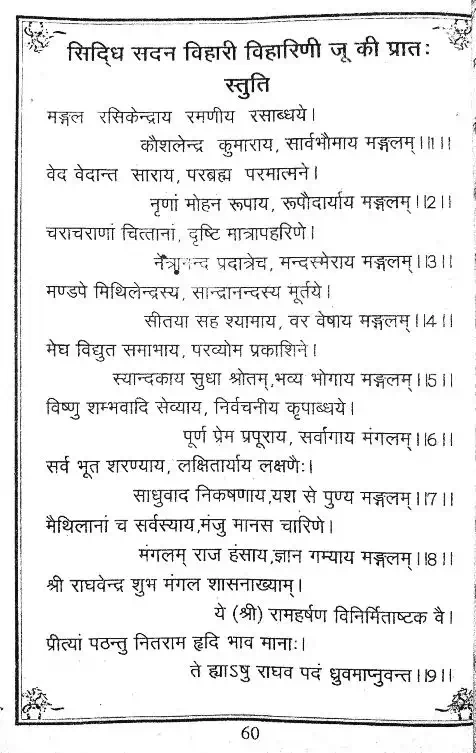 सिद्धि सदन विहारी विहारिणी जू की प्रातः
स्तुति
मङ्गल रसिकेन्द्राय रमणीय रसाब्धये।
कौशलेन्द्र कुमाराय, सार्वभौमाय मङ्गलम्।।1।।
वेद वेदान्त साराय, परब्रह्म परमात्मने।
नृणां मोहन रूपाय, रूपौदार्याय मङ्गलम्।।2।।
चराचराणां चित्तानां, दृष्टि मात्रापहरिणे।
नेत्रानन्द प्रदात्रेच, मन्दस्मेराय मङ्गलम्।।3।।
मण्डपे मिथिलेन्द्रस्य, सान्द्रानन्दस्य मूर्तये।
सीतया सह श्यामाय, वर वेषाय मङ्गलम्।।4।।
मेघ विद्युत समाभाय, परव्योम प्रकाशिने।
स्यान्दकाय सुधा श्रोतम्,भव्य भोगाय मङ्गलम्।।5।।
विष्णु शम्भवादि सेव्याय, निर्वचनीय कृपाब्धये।
पूर्ण प्रेम प्रपूराय, सर्वागाय मंगलम्।।6।।
सर्व भूत शरण्याय, लक्षितार्याय लक्षणैः।
साधुवाद निकषणाय,यश से पुण्य मङ्गलम्।।7।।
मैथिलानां च सर्वस्याय,मंजु मानस चारिणे।
मंगलम् राज हंसाय,ज्ञान गम्याय मङ्गलम्।।8।।
श्री राघवेन्द्र शुभ मंगल शासनाख्याम्।
ये (श्री) रामहर्षण विनिर्मिताष्टक वै।
प्रीत्यां पठन्तु नितराम हृदि भाव मानाः।
ते ह्याऽषु राघव पदं ध्रुवमाप्नुवन्त।।9।।
60